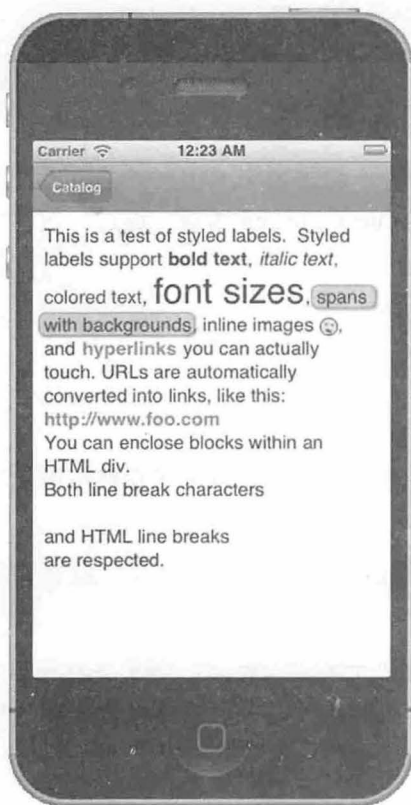 Carrier
12:23 AM
Catalog
This is a test of styled labels.  Styled
labels support bold text, italic text,
colored text, font sizes, spans
with backgrounds, inline images 😮,
and hyperlinks you can actually
touch. URLs are automatically
converted into links, like this:
http://www.foo.com
You can enclose blocks within an
HTML div.
Both line break characters

and HTML line breaks
are respected.